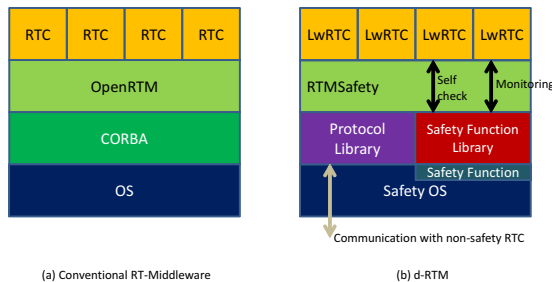 RTC RTC RTC RTC
OpenRTM
CORBA
OS
(a) Conventional RT-Middleware
LwRTC LwRTC LwRTC LwRTC
RTMSafety
Self
check
Monitoring
Protocol
Library
Safety Function
Library
Safety Function
Safety OS
Communication with non-safety RTC
(b) d-RTM